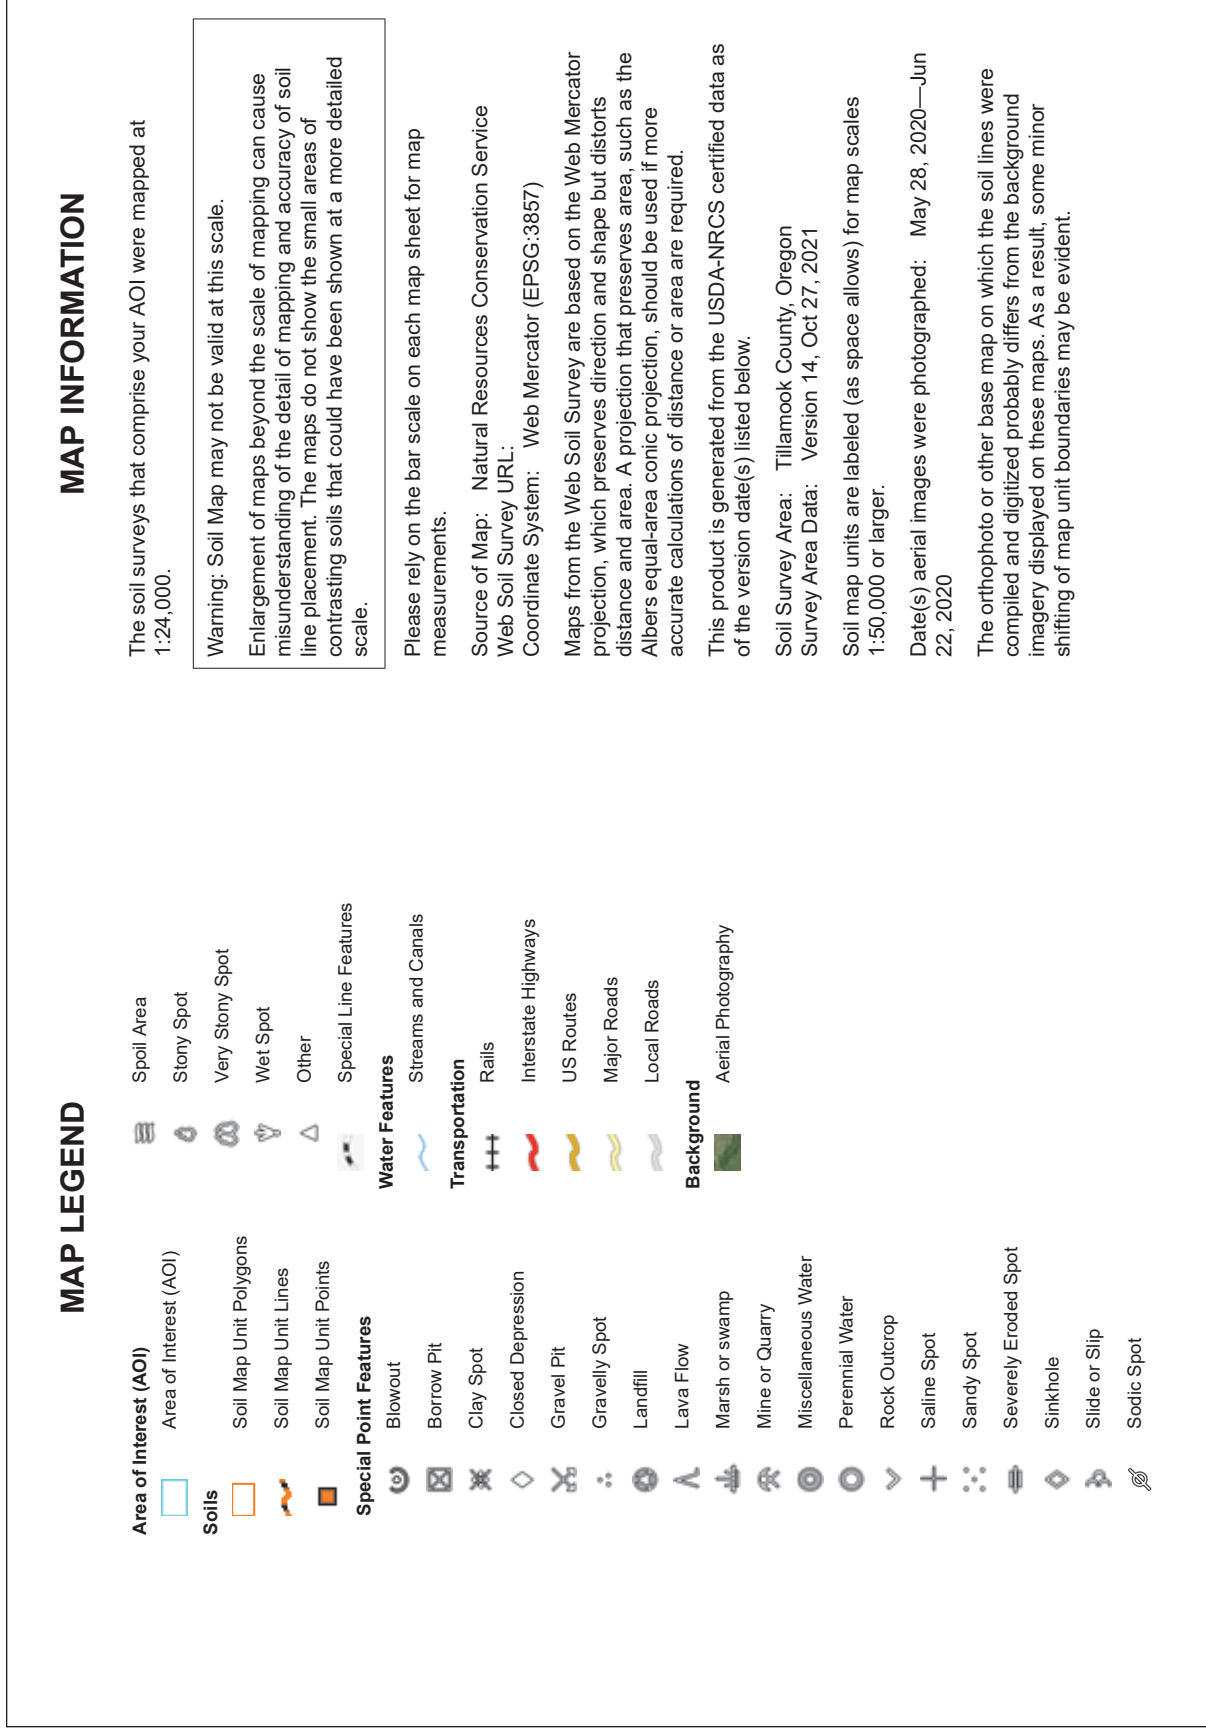 MAP LEGEND
Area of Interest (AOI)
Area of Interest (AOI)
Soils
Soil Map Unit Polygons
Soil Map Unit Lines
Soil Map Unit Points
Special Point Features
Blowout
Borrow Pit
Clay Spot
Closed Depression
Gravel Pit
Gravelly Spot
Landfill
Lava Flow
Marsh or swamp
Mine or Quarry
Miscellaneous Water
Perennial Water
Rock Outcrop
Saline Spot
Sandy Spot
Severely Eroded Spot
Sinkhole
Slide or Slip
Sodic Spot
Spoil Area
Stony Spot
Very Stony Spot
Wet Spot
Other
Special Line Features
Water Features
Streams and Canals
Transportation
Rails
Interstate Highways
US Routes
Major Roads
Local Roads
Background
Aerial Photography
MAP INFORMATION
The soil surveys that comprise your AOI were mapped at
1:24,000.
Warning: Soil Map may not be valid at this scale.
Enlargement of maps beyond the scale of mapping can cause
misunderstanding of the detail of mapping and accuracy of soil
line placement. The maps do not show the small areas of
contrasting soils that could have been shown at a more detailed
scale.
Please rely on the bar scale on each map sheet for map
measurements.
Source of Map: Natural Resources Conservation Service
Web Soil Survey URL:
Coordinate System: Web Mercator (EPSG:3857)
Maps from the Web Soil Survey are based on the Web Mercator
projection, which preserves direction and shape but distorts
distance and area. A projection that preserves area, such as the
Albers equal-area conic projection, should be used if more
accurate calculations of distance or area are required.
This product is generated from the USDA-NRCS certified data as
of the version date(s) listed below.
Soil Survey Area: Tillamook County, Oregon
Survey Area Data: Version 14, Oct 27, 2021
Soil map units are labeled (as space allows) for map scales
1:50,000 or larger.
Date(s) aerial images were photographed: May 28, 2020—Jun
22, 2020
The orthophoto or other base map on which the soil lines were
compiled and digitized probably differs from the background
imagery displayed on these maps. As a result, some minor
shifting of map unit boundaries may be evident.